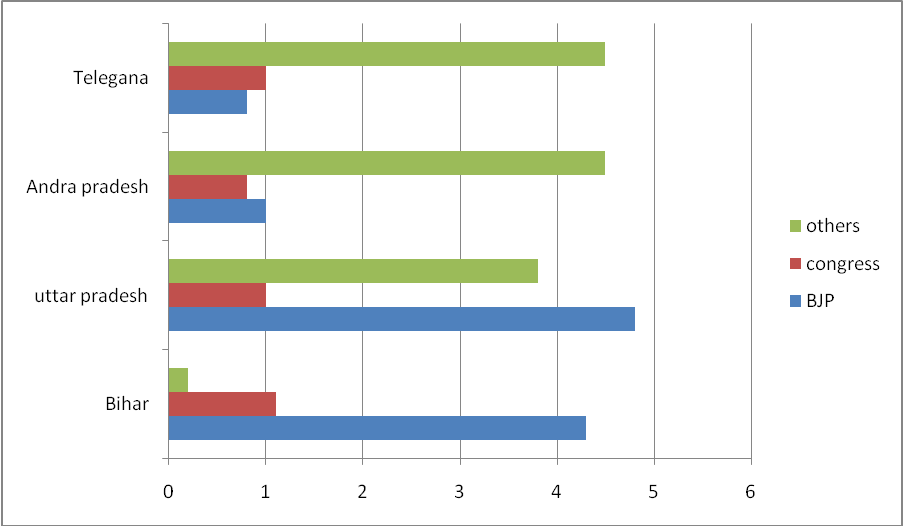 Telegana
Andra pradesh
uttar pradesh
Bihar
0 1 2 3 4 5 6
others
congress
BJP